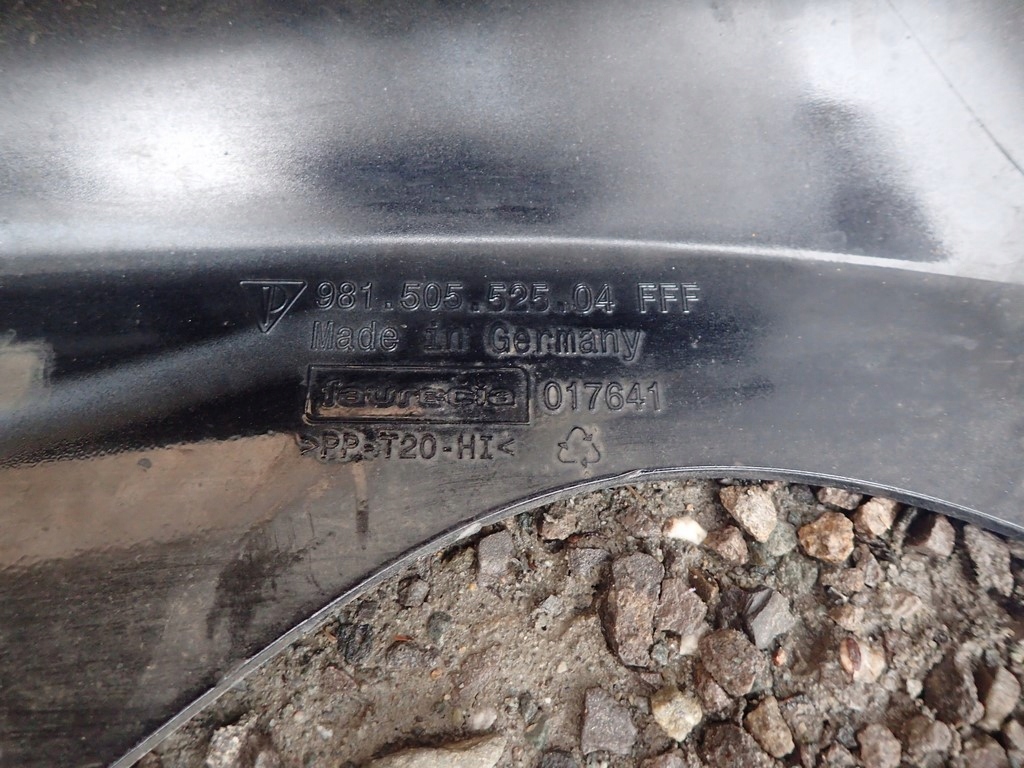 981.505.525.04 FFF
Made in Germany
faurecia 017641
>PP-T20-HI<